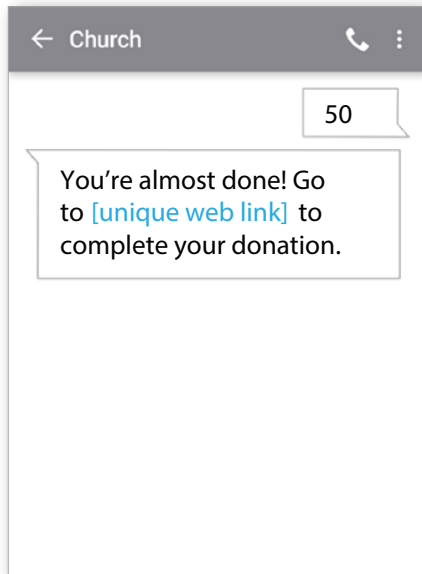 Church
50
You’re almost done! Go
to [unique web link] to
complete your donation.